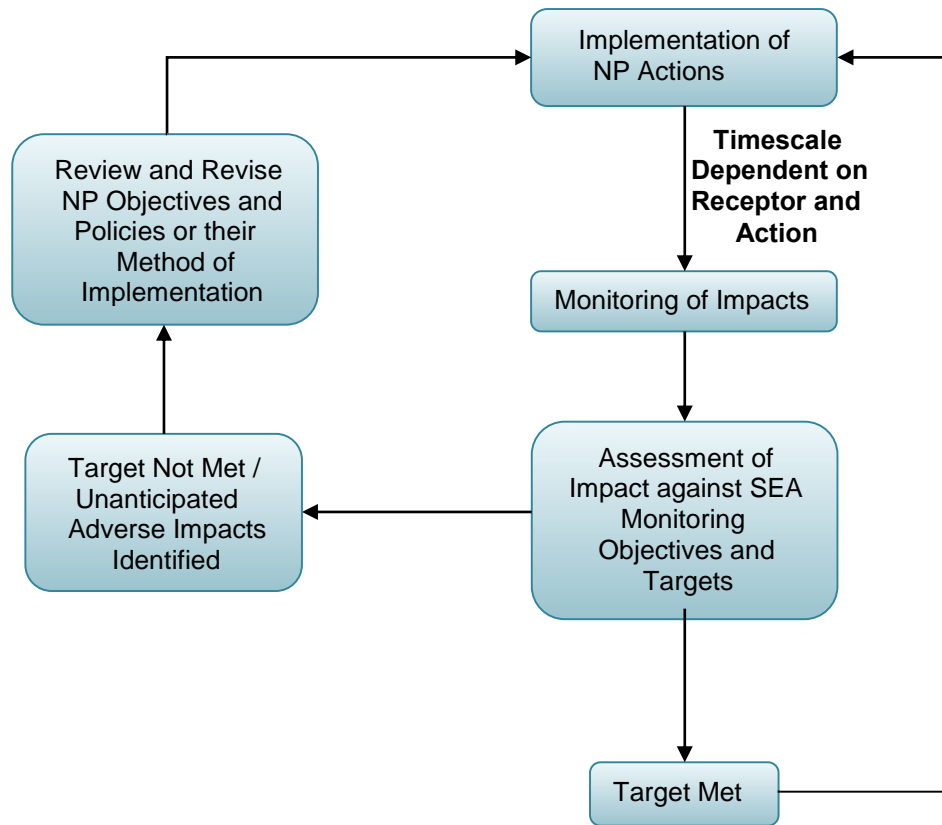 Implementation of
NP Actions
Timescale
Dependent on
Receptor and
Action
Review and Revise
NP Objectives and
Policies or their
Method of
Implementation
Monitoring of Impacts
Assessment of
Impact against SEA
Monitoring
Objectives and
Targets
Target Not Met /
Unanticipated
Adverse Impacts
Identified
Target Met